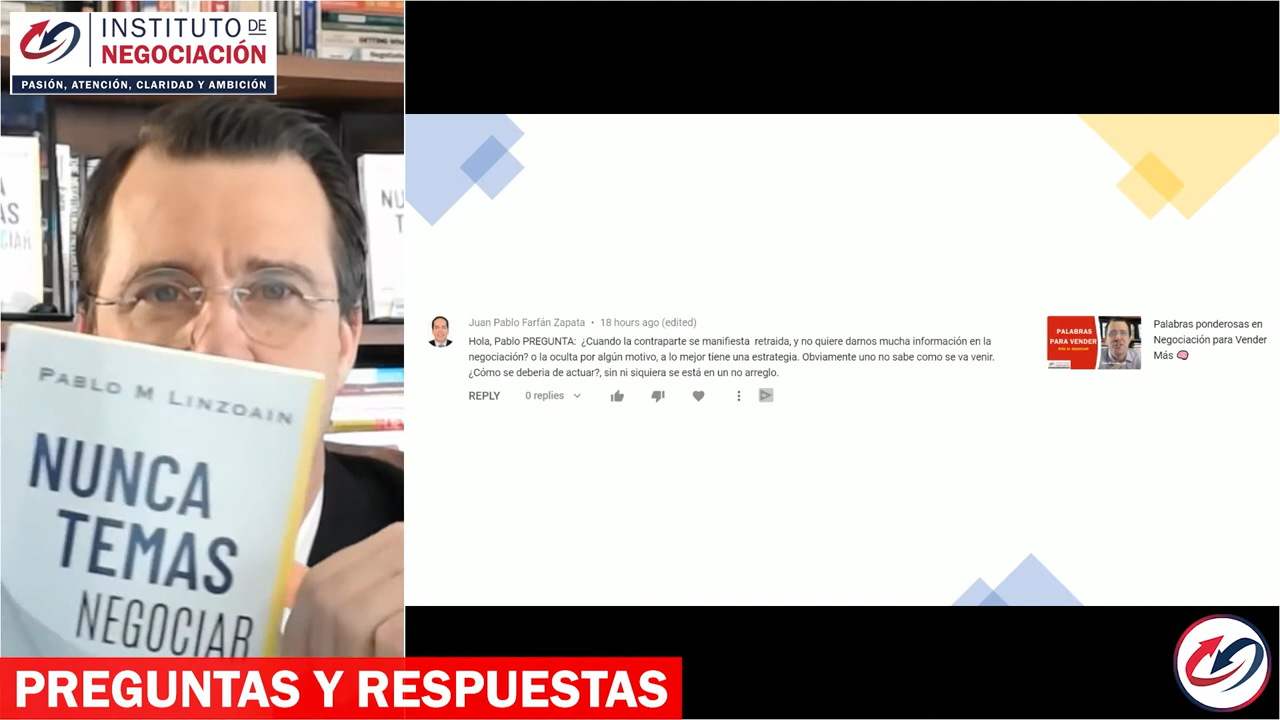 INSTITUTO DE
NEGOCIACIÓN
PASIÓN, ATENCIÓN, CLARIDAD Y AMBICIÓN
PABLO M LINZOAIN
NUNCA
TEMAS
NEGOCIAR
Juan Pablo Farfán Zapata • 18 hours ago (edited)
Hola, Pablo PREGUNTA: ¿Cuando la contraparte se manifiesta retraida, y no quiere darnos mucha información en la
negociación? o la oculta por algún motivo, a lo mejor tiene una estrategia. Obviamente uno no sabe como se va venir.
¿Cómo se deberia de actuar?, sin ni siquiera se está en un no arreglo.
REPLY 0 replies
PALABRAS
PARA VENDER
Palabras ponderosas en
Negociación para Vender
Más
PREGUNTAS Y RESPUESTAS